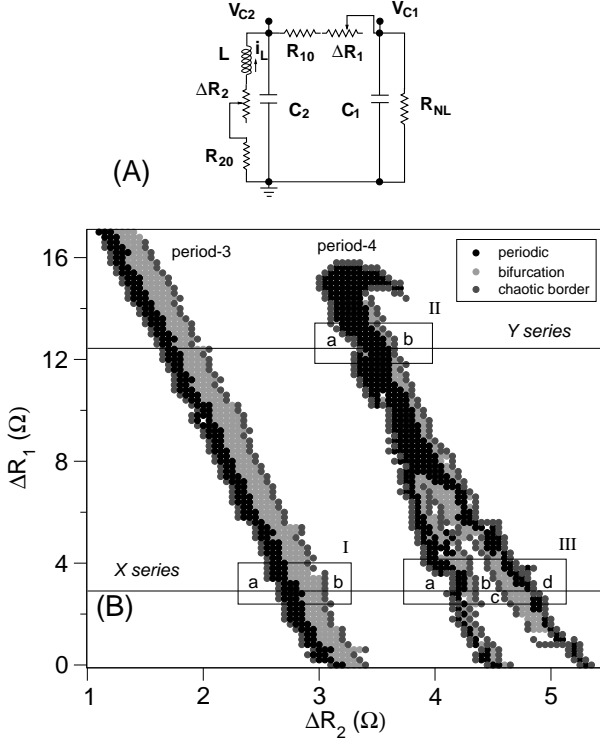 V_C2 V_C1
L i_L R_10 ΔR_1
ΔR_2 C_2 C_1 R_NL
R_20
(A)
period-3 period-4
periodic
bifurcation
chaotic border
II
a b Y series
I III
X series a b a b c d
(B)
16
12
8
4
0
ΔR_1 (Ω)
1 2 3 4 5
ΔR_2 (Ω)